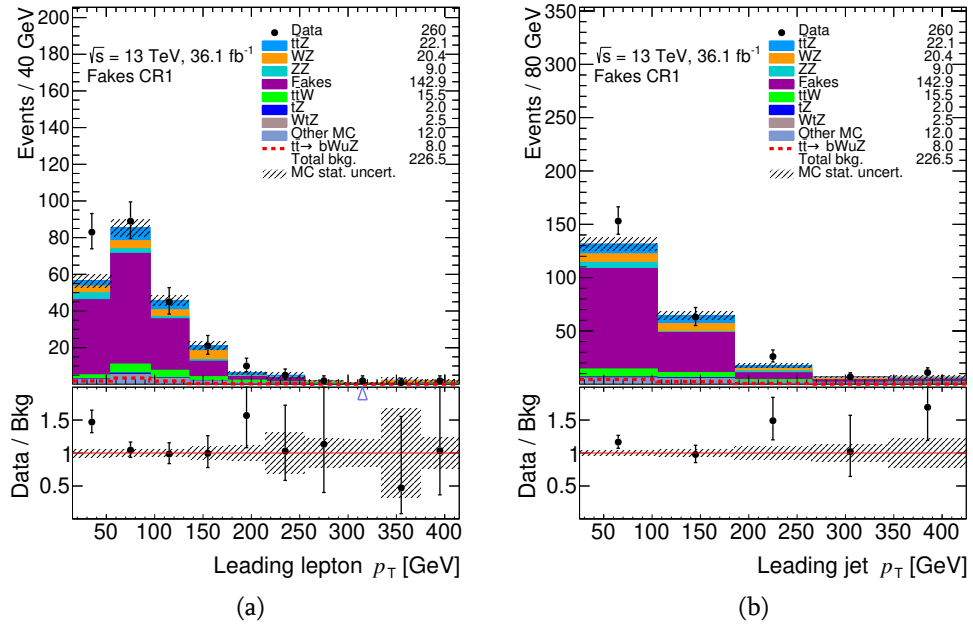 Events / 40 GeV
200
180
160
140
120
100
80
60
40
20
√s = 13 TeV, 36.1 fb⁻¹
Fakes CR1
Data 260
ttZ 22.1
WZ 20.4
ZZ 9.0
Fakes 142.9
ttW 15.5
tZ 2.0
WtZ 2.5
Other MC 12.0
tt→ bWuZ 8.0
Total bkg. 226.5
MC stat. uncert.
Data / Bkg
1.5
1
0.5
50 100 150 200 250 300 350 400
Leading lepton pT [GeV]
(a)
Events / 80 GeV
350
300
250
200
150
100
50
√s = 13 TeV, 36.1 fb⁻¹
Fakes CR1
Data 260
ttZ 22.1
WZ 20.4
ZZ 9.0
Fakes 142.9
ttW 15.5
tZ 2.0
WtZ 2.5
Other MC 12.0
tt→ bWuZ 8.0
Total bkg. 226.5
MC stat. uncert.
Data / Bkg
1.5
1
0.5
50 100 150 200 250 300 350 400
Leading jet pT [GeV]
(b)